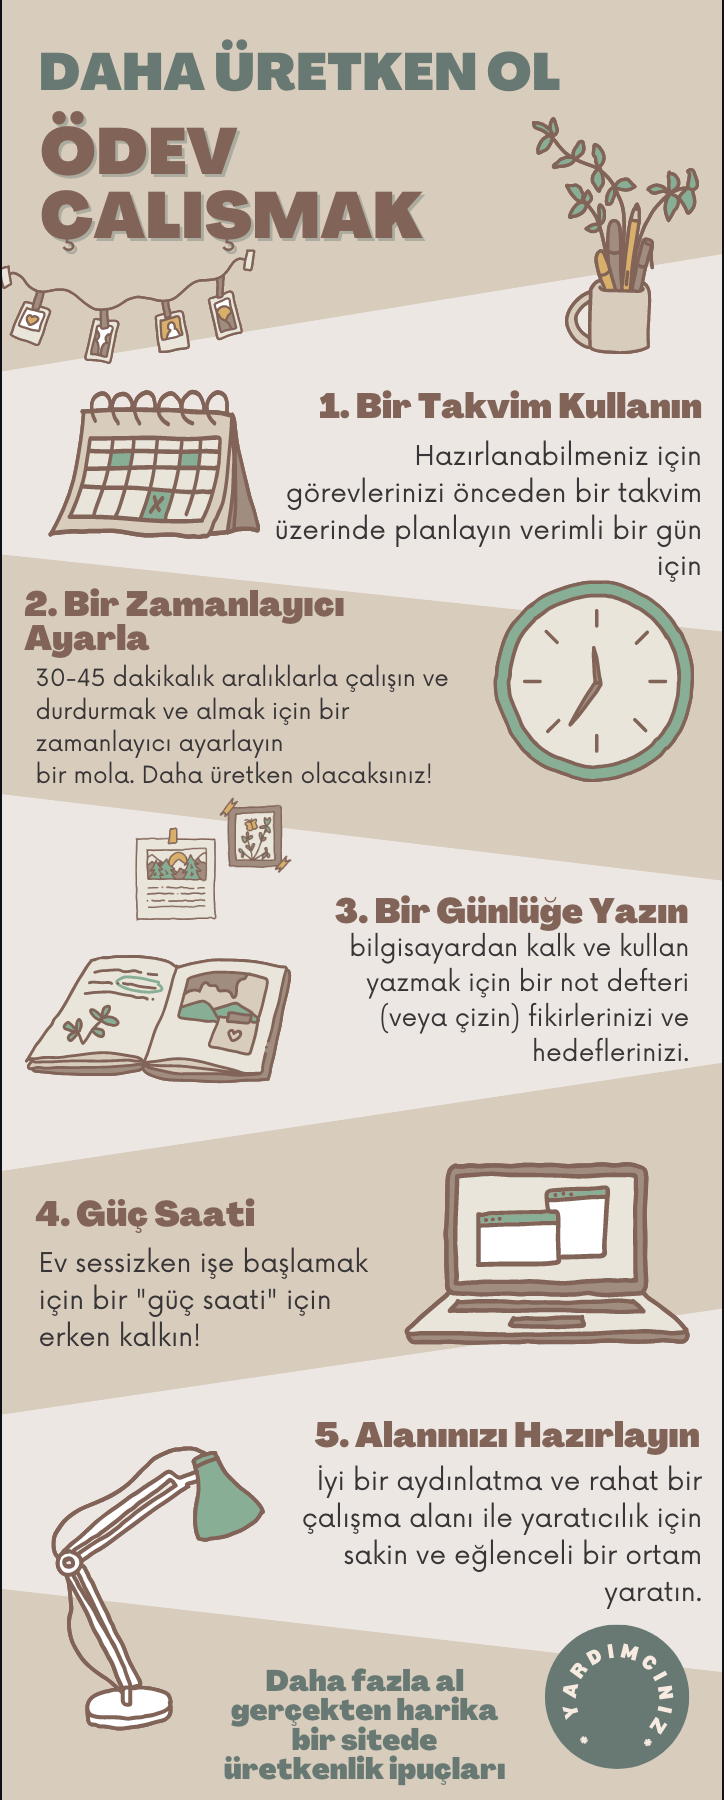 DAHA ÜRETKEN OL
ÖDEV
ÇALIŞMAK
1. Bir Takvim Kullanın
Hazırlanabilmeniz için
görevlerinizi önceden bir takvim
üzerinde planlayın verimli bir gün
için
2. Bir Zamanlayıcı
Ayarla
30-45 dakikalık aralıklarla çalışın ve
durdurmak ve almak için bir
zamanlayıcı ayarlayın
bir mola. Daha üretken olacaksınız!
3. Bir Günlüğe Yazın
bilgisayardan kalk ve kullan
yazmak için bir not defteri
(veya çizin) fikirlerinizi ve
hedeflerinizi.
4. Güç Saati
Ev sessizken işe başlamak
için bir "güç saati" için
erken kalkın!
5. Alanınızı Hazırlayın
İyi bir aydınlatma ve rahat bir
çalışma alanı ile yaratıcılık için
sakin ve eğlenceli bir ortam
yaratın.
Daha fazla al
gerçekten harika
bir sitede
üretkenlik ipuçları
* YARDIMCINIZ *